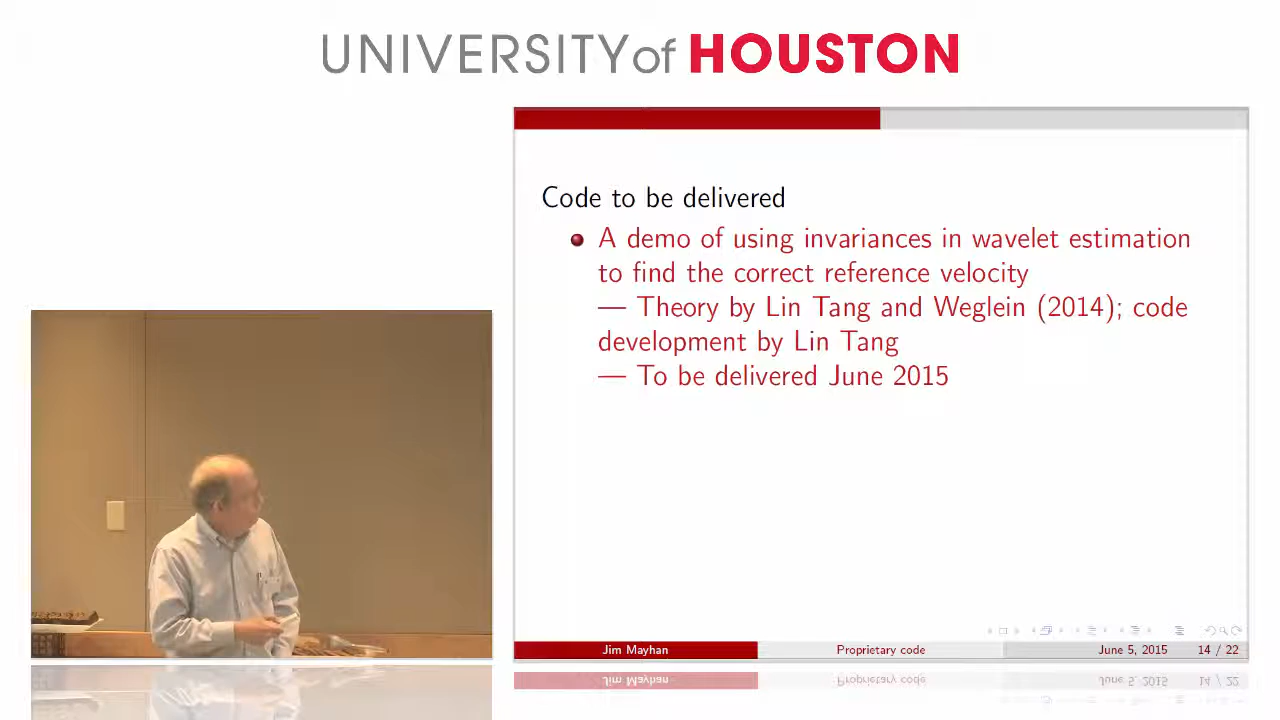 UNIVERSITY of HOUSTON
Code to be delivered
A demo of using invariances in wavelet estimation
to find the correct reference velocity
— Theory by Lin Tang and Weglein (2014); code
development by Lin Tang
— To be delivered June 2015
Jim Mayhan Proprietary code June 5, 2015 14 / 22